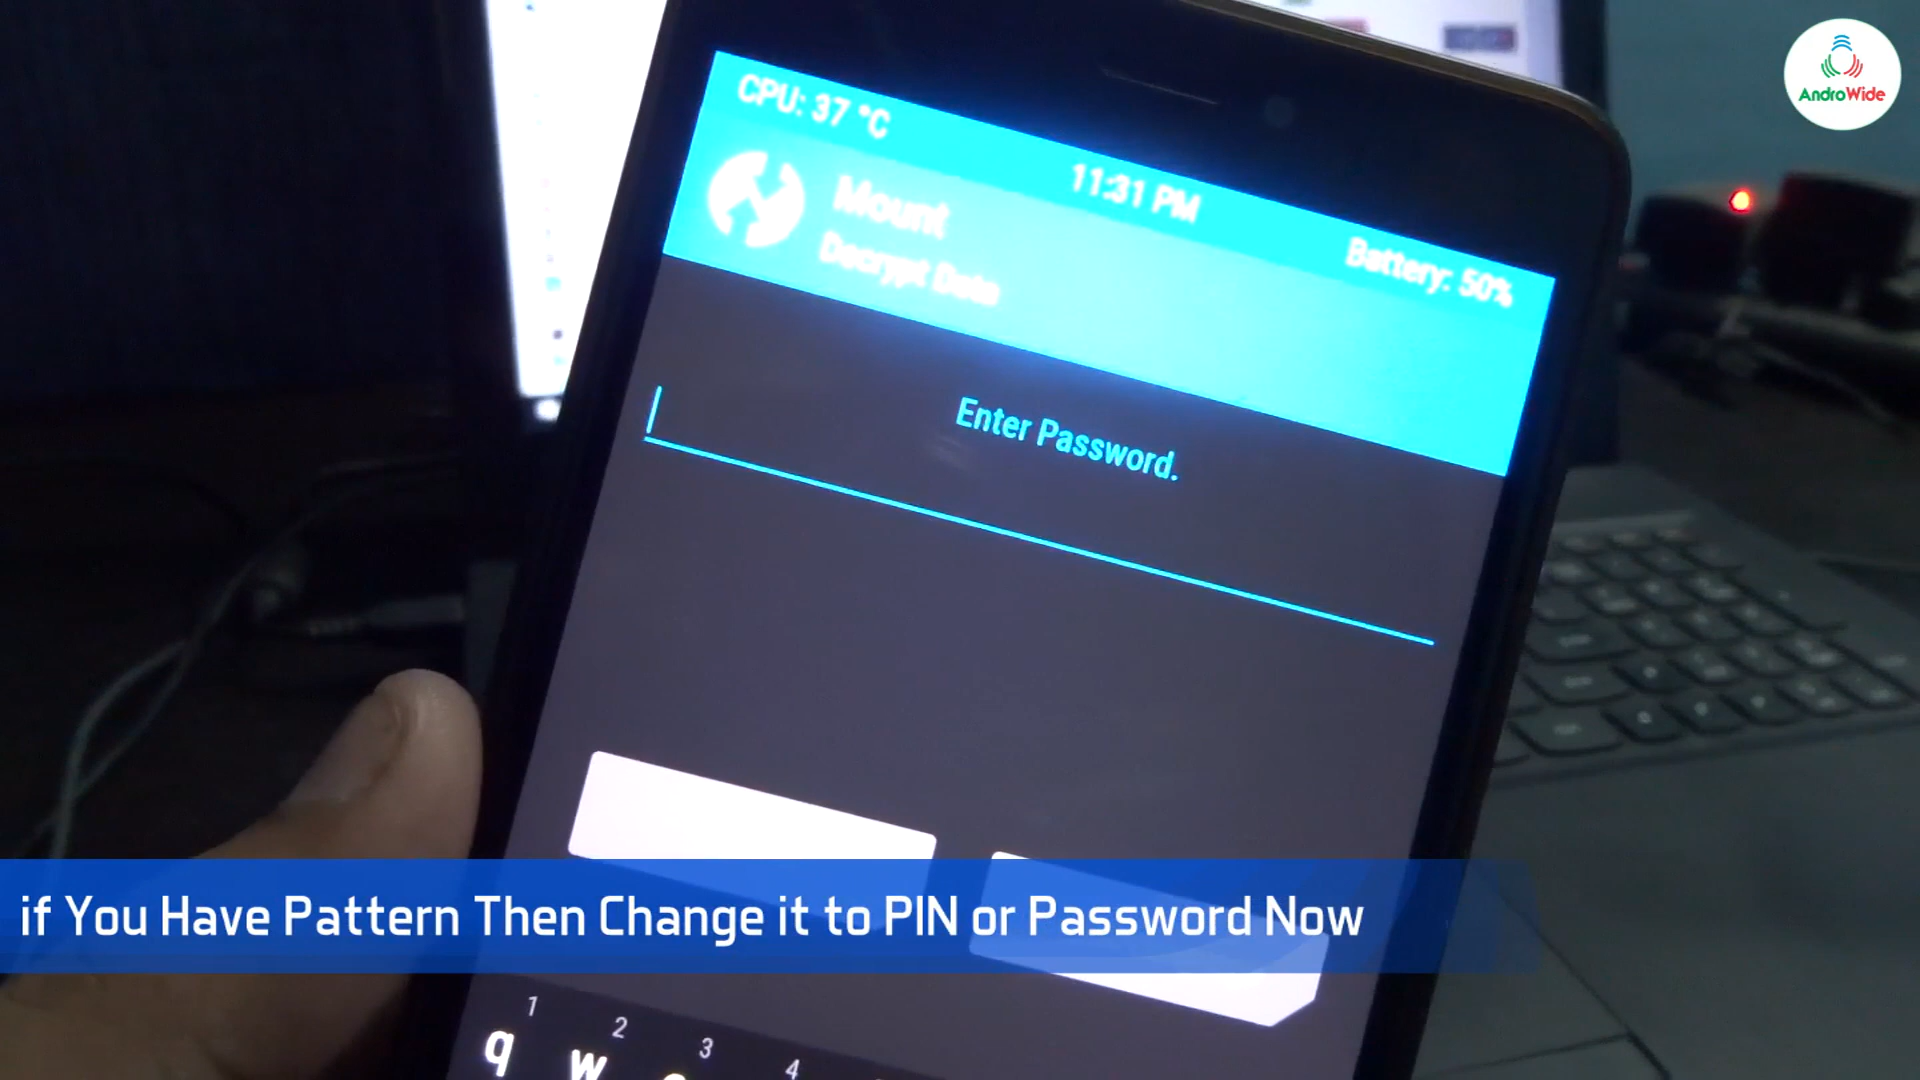 AndroWide
CPU: 37 °C
11:31 PM
Battery: 50%
Mount
Decrypt Data
Enter Password.
if You Have Pattern Then Change it to PIN or Password Now
1 2 3 4
q w